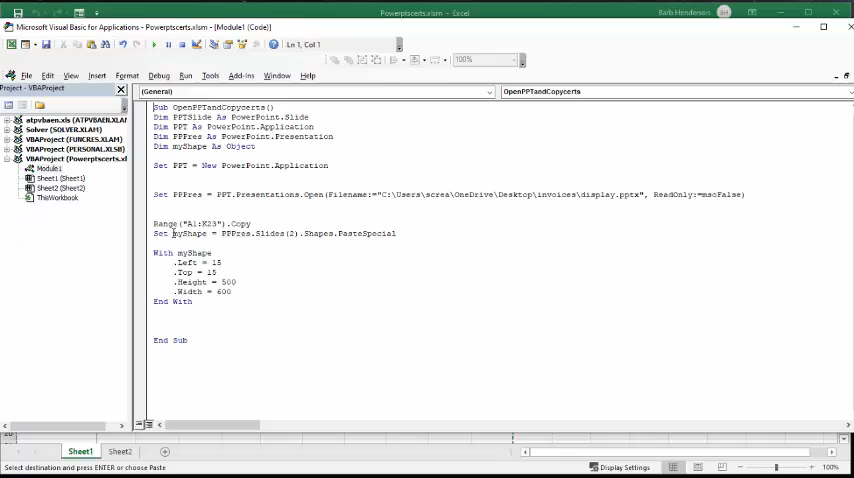 Powerptscerts.xlsm - Excel
Barb Henderson
BH
Microsoft Visual Basic for Applications - Powerptscerts.xlsm - [Module1 (Code)]
Ln 1, Col 1
100%
File Edit View Insert Format Debug Run Tools Add-Ins Window Help
Project - VBAProject
(General)
OpenPPTandCopycerts
atpvbaen.xls (ATPVBAEN.XLAM
Solver (SOLVER.XLAM)
VBAProject (FUNCRES.XLAM)
VBAProject (PERSONAL.XLSB)
VBAProject (Powerptscerts.xl
Module1
Sheet1 (Sheet1)
Sheet2 (Sheet2)
ThisWorkbook
Sub OpenPPTandCopycerts()
Dim PPTSlide As PowerPoint.Slide
Dim PPT As PowerPoint.Application
Dim PPPres As PowerPoint.Presentation
Dim myShape As Object
Set PPT = New PowerPoint.Application
Set PPPres = PPT.Presentations.Open(Filename:="C:\Users\screa\OneDrive\Desktop\invoices\display.pptx", ReadOnly:=msoFalse)
Range("A1:K23").Copy
Set myShape = PPPres.Slides(2).Shapes.PasteSpecial
With myShape
.Left = 15
.Top = 15
.Height = 500
.Width = 600
End With
End Sub
Sheet1 Sheet2
Select destination and press ENTER or choose Paste
Display Settings
100%